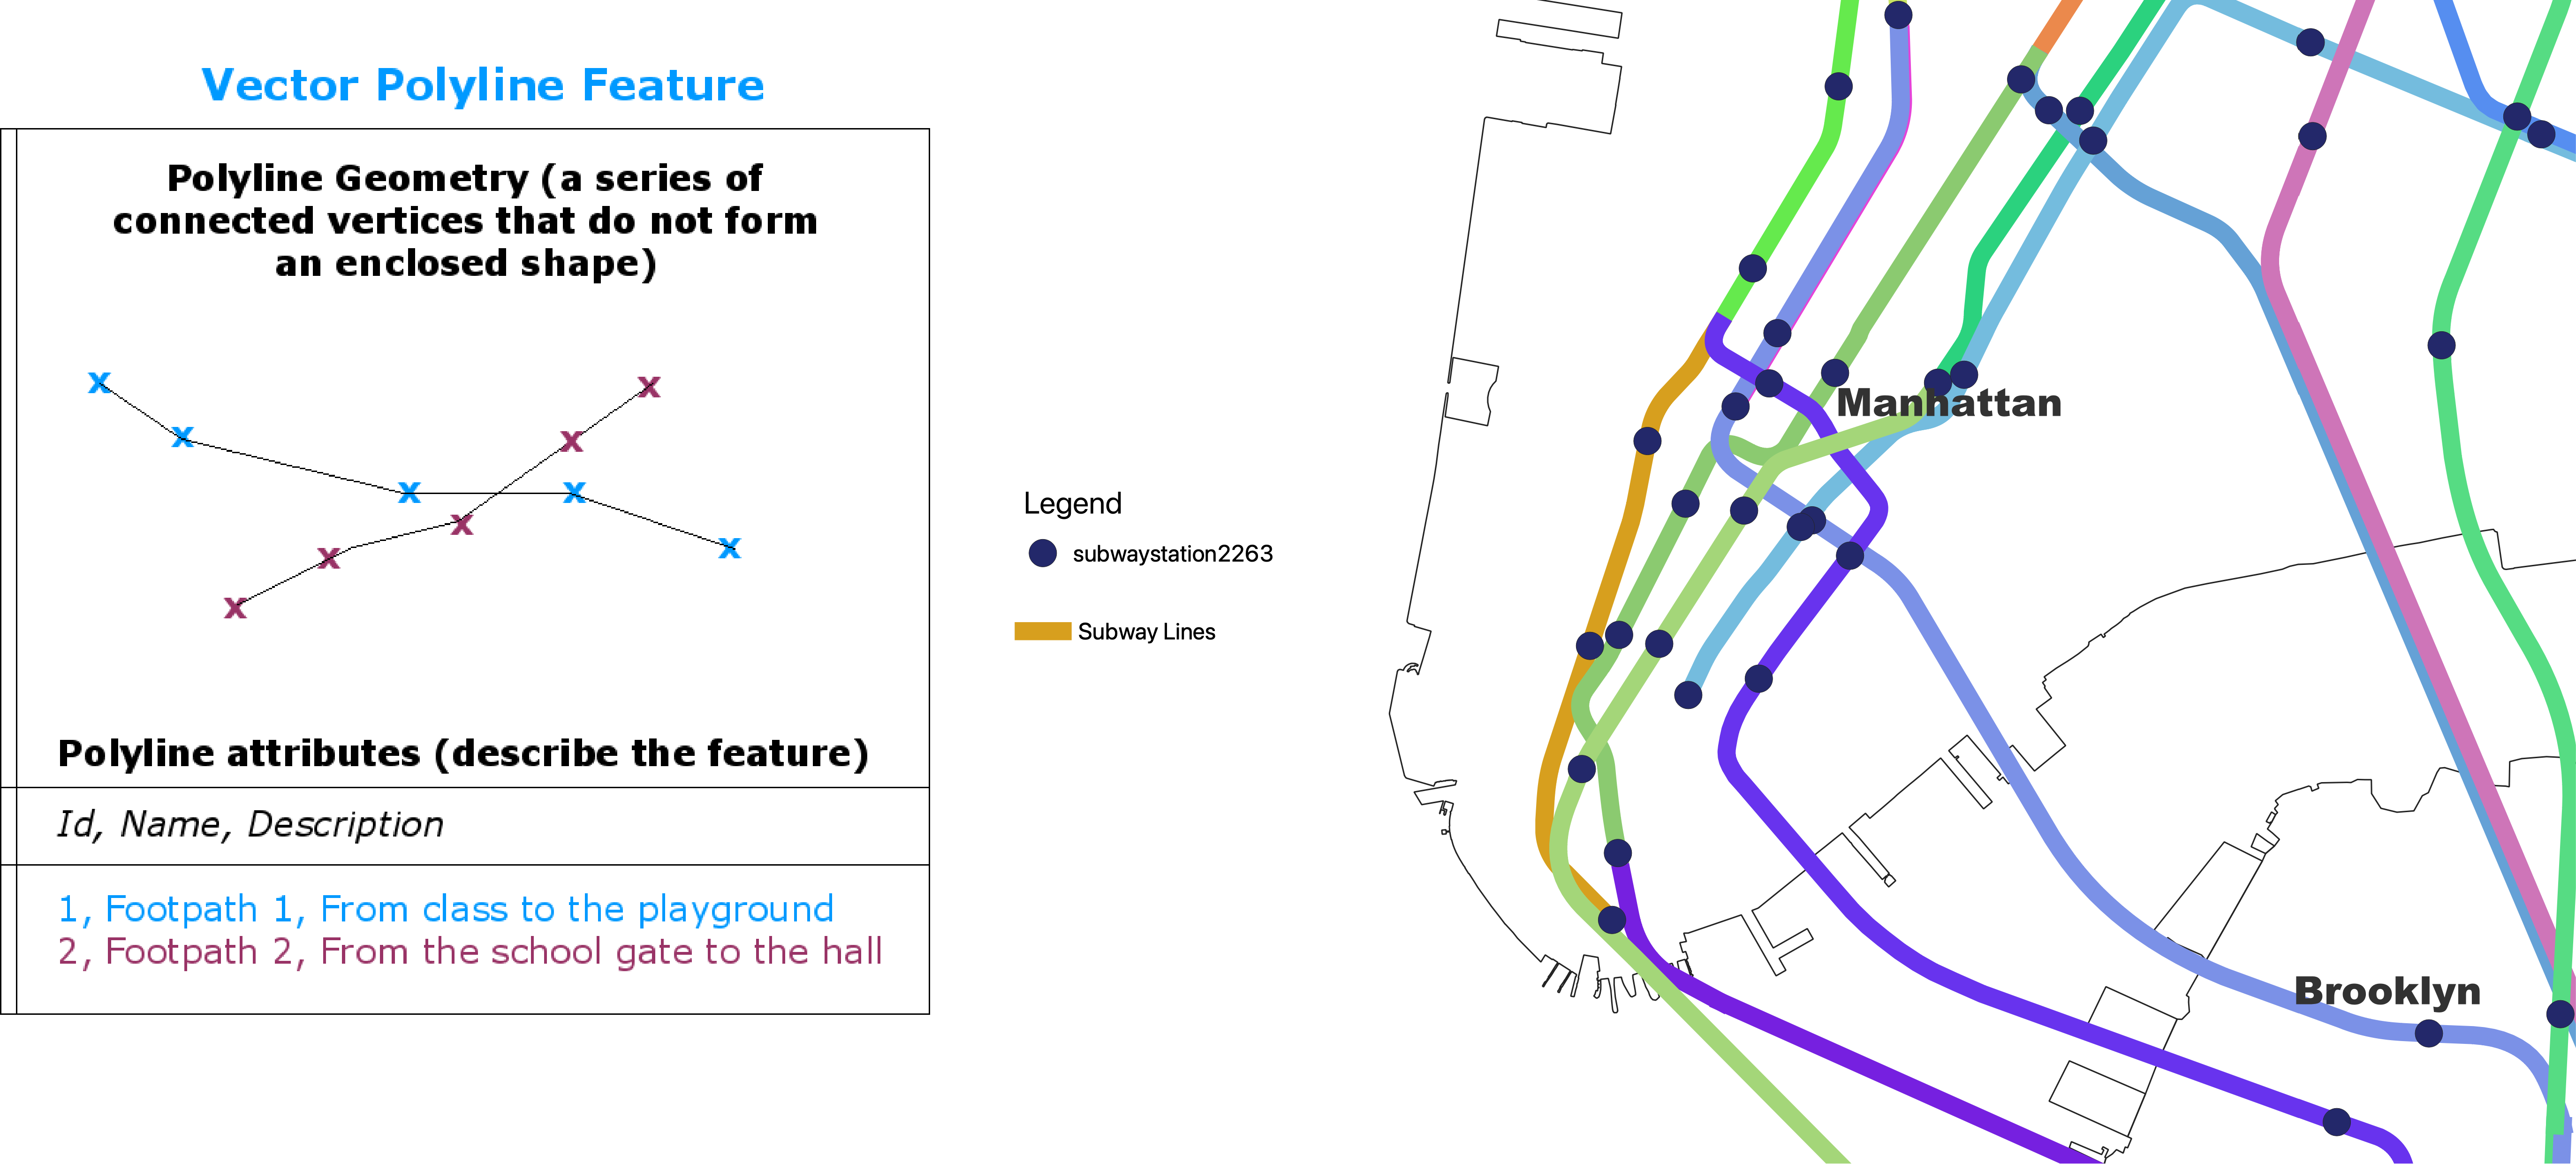 Vector Polyline Feature
Polyline Geometry (a series of
connected vertices that do not form
an enclosed shape)
Polyline attributes (describe the feature)
Id, Name, Description
1, Footpath 1, From class to the playground
2, Footpath 2, From the school gate to the hall
Legend
subwaystation2263
Subway Lines
Manhattan
Brooklyn